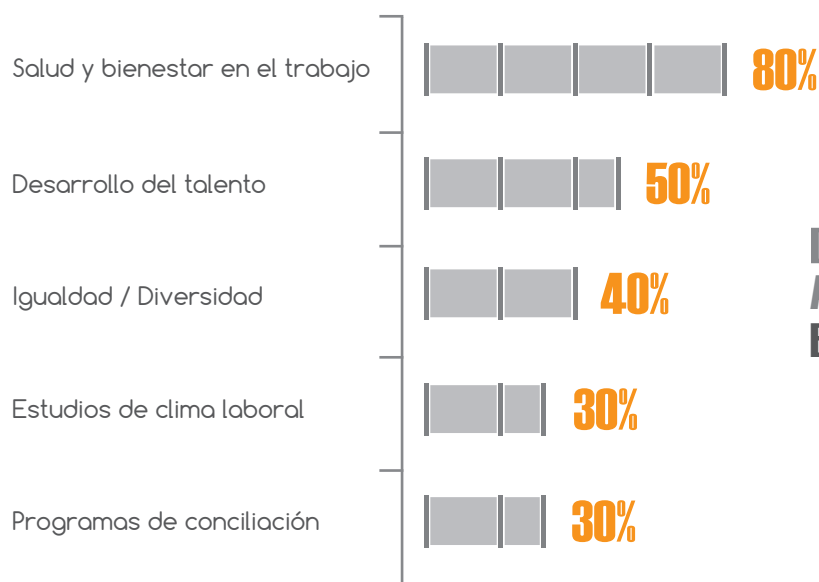 Salud y bienestar en el trabajo 80%
Desarrollo del talento 50%
Igualdad / Diversidad 40%
Estudios de clima laboral 30%
Programas de conciliación 30%